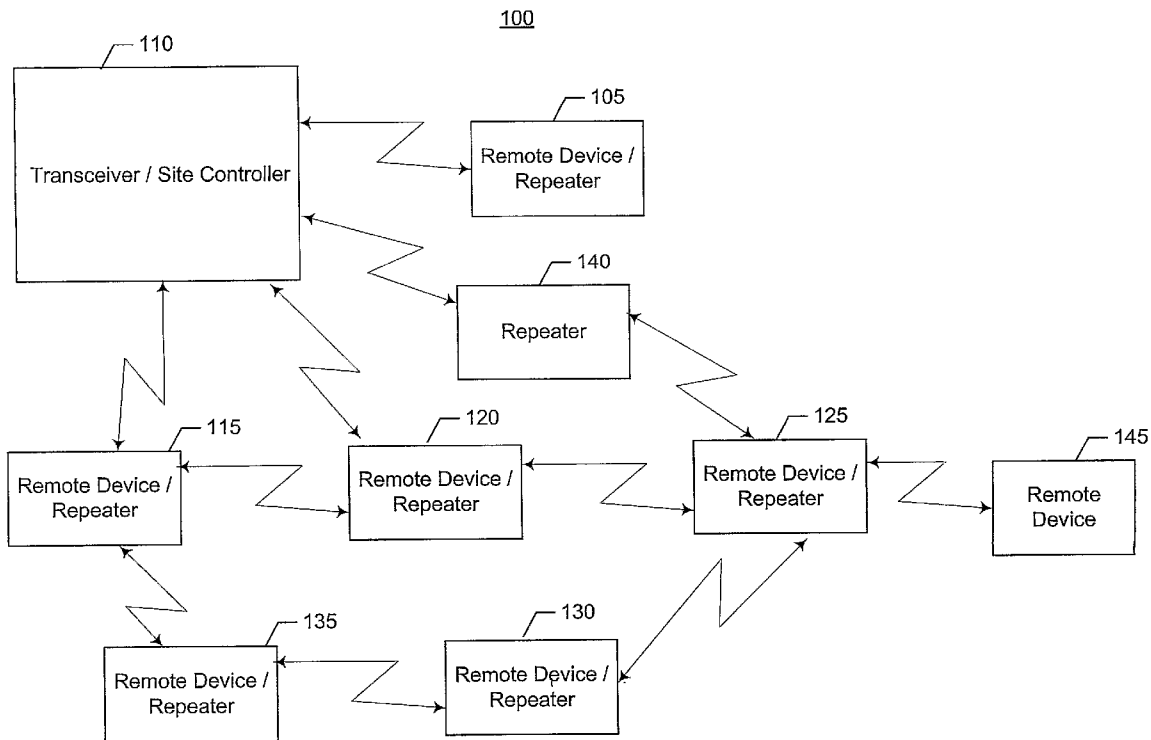 100
110
Transceiver / Site Controller
105
Remote Device /
Repeater
140
Repeater
115
Remote Device /
Repeater
120
Remote Device /
Repeater
125
Remote Device /
Repeater
145
Remote
Device
135
Remote Device /
Repeater
130
Remote Device /
Repeater